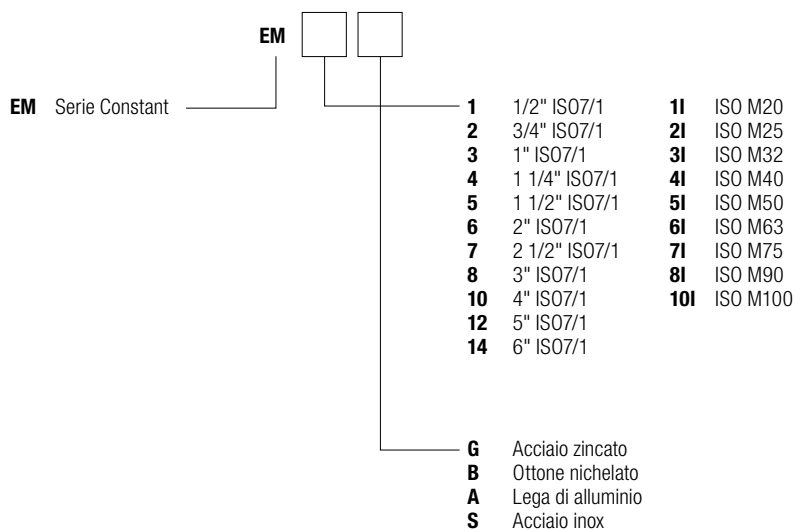 EM
EM Serie Constant
1 1/2" ISO7/1 1I ISO M20
2 3/4" ISO7/1 2I ISO M25
3 1" ISO7/1 3I ISO M32
4 1 1/4" ISO7/1 4I ISO M40
5 1 1/2" ISO7/1 5I ISO M50
6 2" ISO7/1 6I ISO M63
7 2 1/2" ISO7/1 7I ISO M75
8 3" ISO7/1 8I ISO M90
10 4" ISO7/1 10I ISO M100
12 5" ISO7/1
14 6" ISO7/1
G Acciaio zincato
B Ottone nichelato
A Lega di alluminio
S Acciaio inox